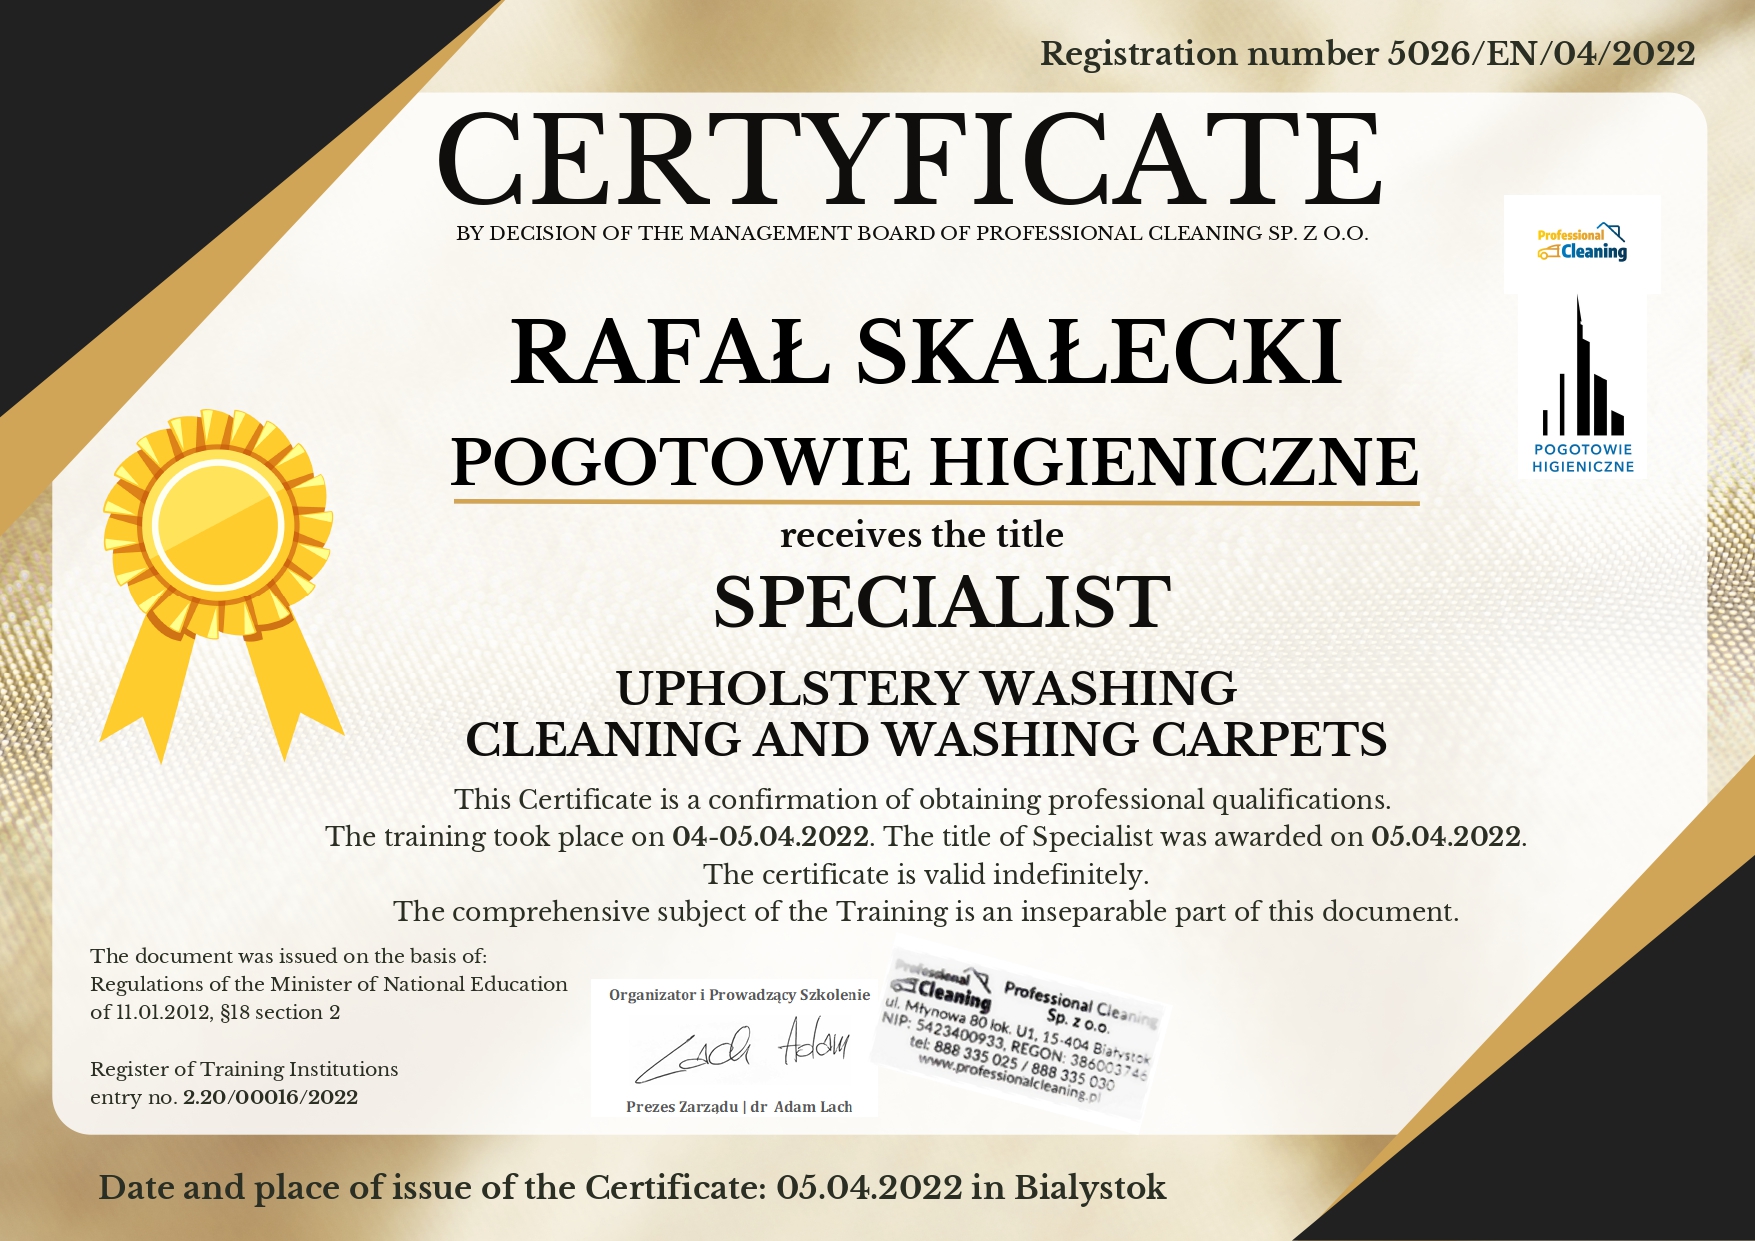 Registration number 5026/EN/04/2022
CERTYFICATE
BY DECISION OF THE MANAGEMENT BOARD OF PROFESSIONAL CLEANING SP. Z O.O.
Professional
Cleaning
RAFAŁ SKAŁECKI
POGOTOWIE HIGIENICZNE
POGOTOWIE
HIGIENICZNE
receives the title
SPECIALIST
UPHOLSTERY WASHING
CLEANING AND WASHING CARPETS
This Certificate is a confirmation of obtaining professional qualifications.
The training took place on 04-05.04.2022. The title of Specialist was awarded on 05.04.2022.
The certificate is valid indefinitely.
The comprehensive subject of the Training is an inseparable part of this document.
The document was issued on the basis of:
Regulations of the Minister of National Education
of 11.01.2012, §18 section 2
Register of Training Institutions
entry no. 2.20/00016/2022
Organizator i Prowadzący Szkolenie
Lach Adam
Prezes Zarządu | dr Adam Lach
Professional
Cleaning
Professional Cleaning
Sp. z o.o.
ul. Młynowa 80 lok. U1, 15-404 Białystok
NIP: 5423400933, REGON: 386003746
tel: 888 335 025 / 888 335 030
www.professionalcleaning.pl
Date and place of issue of the Certificate: 05.04.2022 in Bialystok